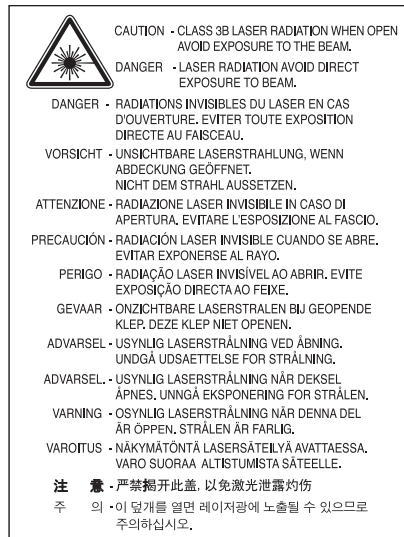 CAUTION - CLASS 3B LASER RADIATION WHEN OPEN
AVOID EXPOSURE TO THE BEAM.
DANGER - LASER RADIATION AVOID DIRECT
EXPOSURE TO BEAM.
DANGER - RADIATIONS INVISIBLES DU LASER EN CAS
D'OUVERTURE. EVITER TOUTE EXPOSITION
DIRECTE AU FAISCEAU.
VORSICHT - UNSICHTBARE LASERSTRAHLUNG, WENN
ABDECKUNG GEÖFFNET.
NICHT DEM STRAHL AUSSETZEN.
ATTENZIONE - RADIAZIONE LASER INVISIBILE IN CASO DI
APERTURA. EVITARE L'ESPOSIZIONE AL FASCIO.
PRECAUCIÓN - RADIACIÓN LASER INVISIBLE CUANDO SE ABRE.
EVITAR EXPONERSE AL RAYO.
PERIGO - RADIAÇÃO LASER INVISÍVEL AO ABRIR. EVITE
EXPOSIÇÃO DIRECTA AO FEIXE.
GEVAAR - ONZICHTBARE LASERSTRALEN BIJ GEOPENDE
KLEP. DEZE KLEP NIET OPENEN.
ADVARSEL - USYNLIG LASERSTRÅLNING VED ÅBNING.
UNDGÅ UDSAETTELSE FOR STRÅLNING.
ADVARSEL. - USYNLIG LASERSTRÅLNING NÅR DEKSEL
ÅPNES. UNNGÅ EKSPONERING FOR STRÅLEN.
VARNING - OSYNLIG LASERSTRÅLNING NÄR DENNA DEL
ÄR ÖPPEN. STRÅLEN ÄR FARLIG.
VAROITUS - NÄKYMÄTÖNTÄ LASERSÄTEILYÄ AVATTAESSA.
VARO SUORAA ALTISTUMISTA SÄTEELLE.
注 意 - 严禁揭开此盖, 以免激光泄露灼伤
주 의 - 이 덮개를 열면 레이저광에 노출될 수 있으므로
주의하십시오.